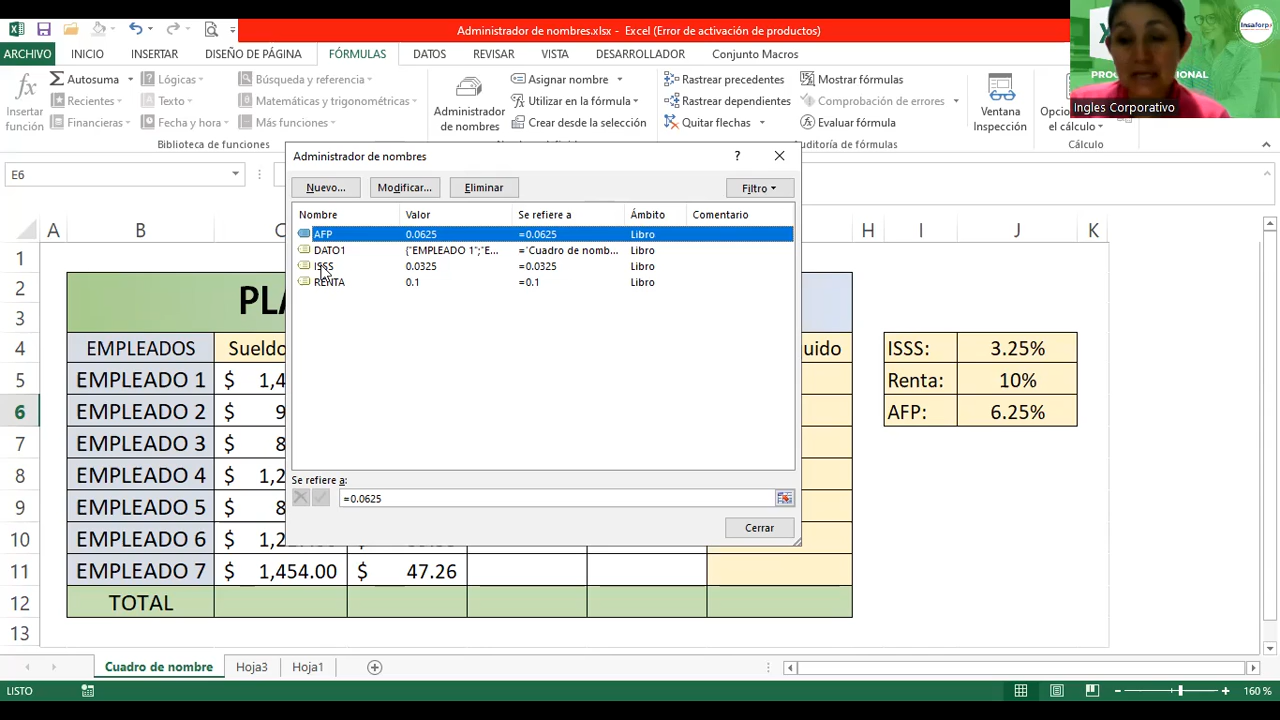 Administrador de nombres.xlsx - Excel (Error de activación de productos)
ARCHIVO INICIO INSERTAR DISEÑO DE PÁGINA FÓRMULAS DATOS REVISAR VISTA DESARROLLADOR Conjunto Macros
Insertar función
Autosuma
Recientes
Financieras
Lógicas
Texto
Fecha y hora
Búsqueda y referencia
Matemáticas y trigonométricas
Más funciones
Biblioteca de funciones
Administrador de nombres
Asignar nombre
Utilizar en la fórmula
Crear desde la selección
Rastrear precedentes
Rastrear dependientes
Quitar flechas
Mostrar fórmulas
Comprobación de errores
Evaluar fórmula
Ventana Inspección
el cálculo
Cálculo
Insaforp
Ingles Corporativo
E6
Administrador de nombres
Nuevo... Modificar... Eliminar Filtro
Nombre Valor Se refiere a Ámbito Comentario
AFP 0.0625 =0.0625 Libro
DATO1 {"EMPLEADO 1";"E... ='Cuadro de nomb... Libro
ISSS 0.0325 =0.0325 Libro
RENTA 0.1 =0.1 Libro
Se refiere a:
=0.0625
Cerrar
A B C H I J K
1
2
3
4 EMPLEADOS ISSS: 3.25%
5 EMPLEADO 1 Renta: 10%
6 EMPLEADO 2 AFP: 6.25%
7 EMPLEADO 3
8 EMPLEADO 4
9 EMPLEADO 5
10 EMPLEADO 6
11 EMPLEADO 7 $ 1,454.00 $ 47.26
12 TOTAL
13
Cuadro de nombre Hoja3 Hoja1
LISTO 160 %